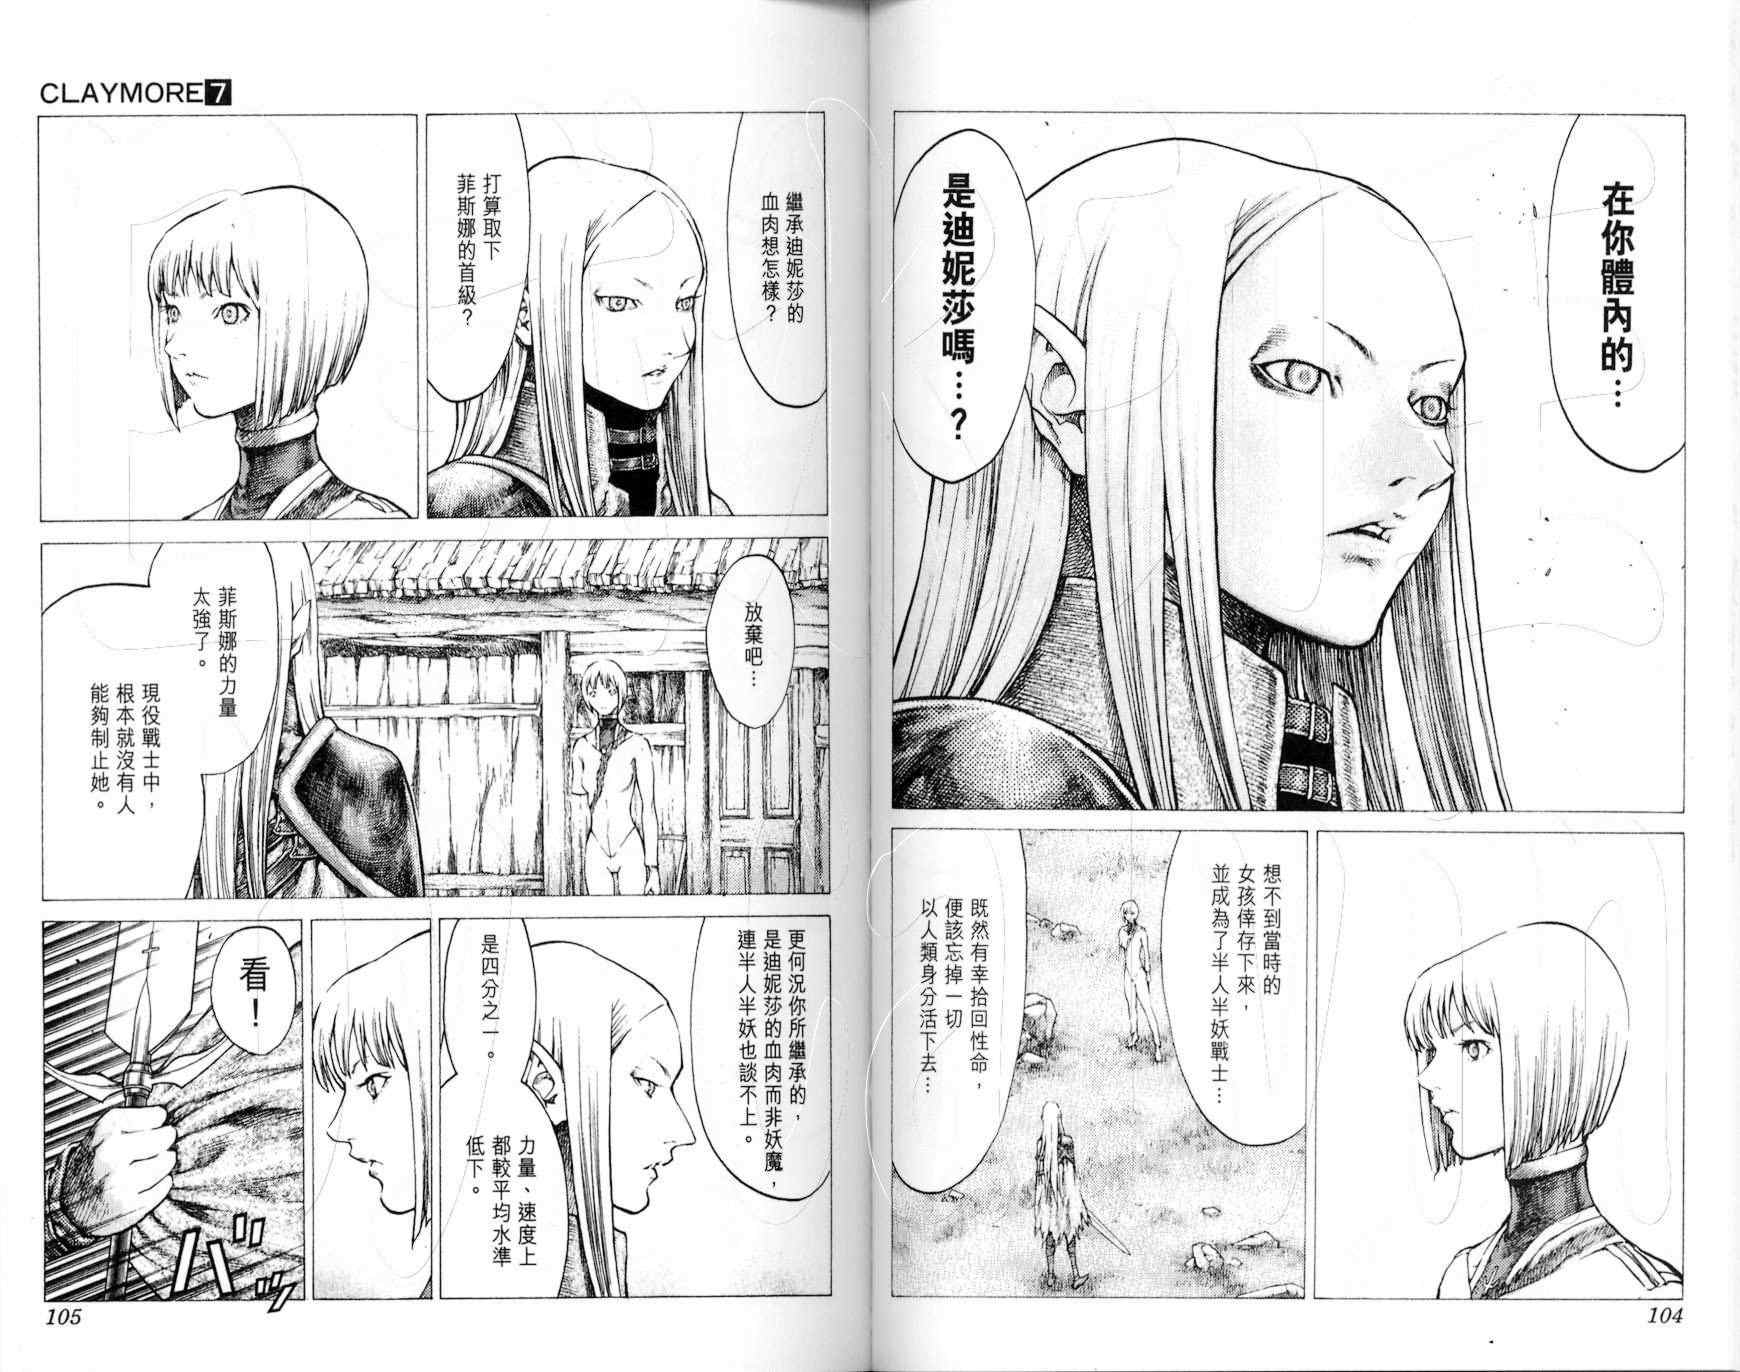 在你體內的…
是迪妮莎嗎…？
想不到當時的
女孩倖存下來，
並成為了半人半妖戰士…
既然有幸拾回性命，
便該忘掉一切
以人類身分活下去…
104
CLAYMORE 7
繼承迪妮莎的
血肉想怎樣？
打算取下
菲斯娜的首級？
放棄吧…
菲斯娜的力量
太強了。
現役戰士中，
根本就沒有人
能夠制止她。
更何況你所繼承的，
是迪妮莎的血肉而非妖魔，
連半人半妖也談不上。
是四分之一。
力量、速度上
都較平均水準
低下。
看！
バッ
105